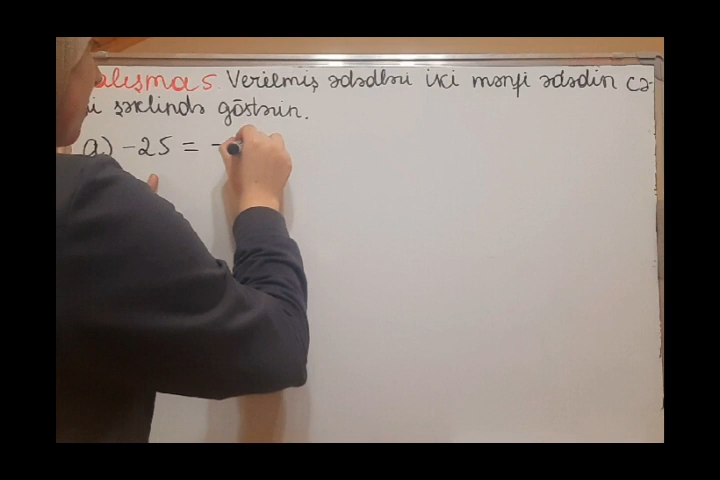 alışma 5. Verilmiş ədədləri iki mənfi ədədin cə-
i şəklində göstərin.
a) -25 = -